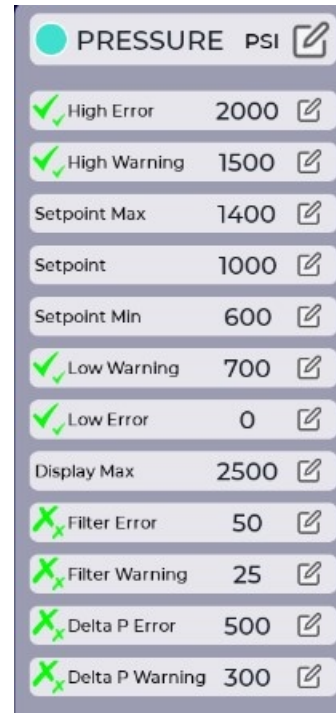 PRESSURE PSI
High Error 2000
High Warning 1500
Setpoint Max 1400
Setpoint 1000
Setpoint Min 600
Low Warning 700
Low Error 0
Display Max 2500
Filter Error 50
Filter Warning 25
Delta P Error 500
Delta P Warning 300